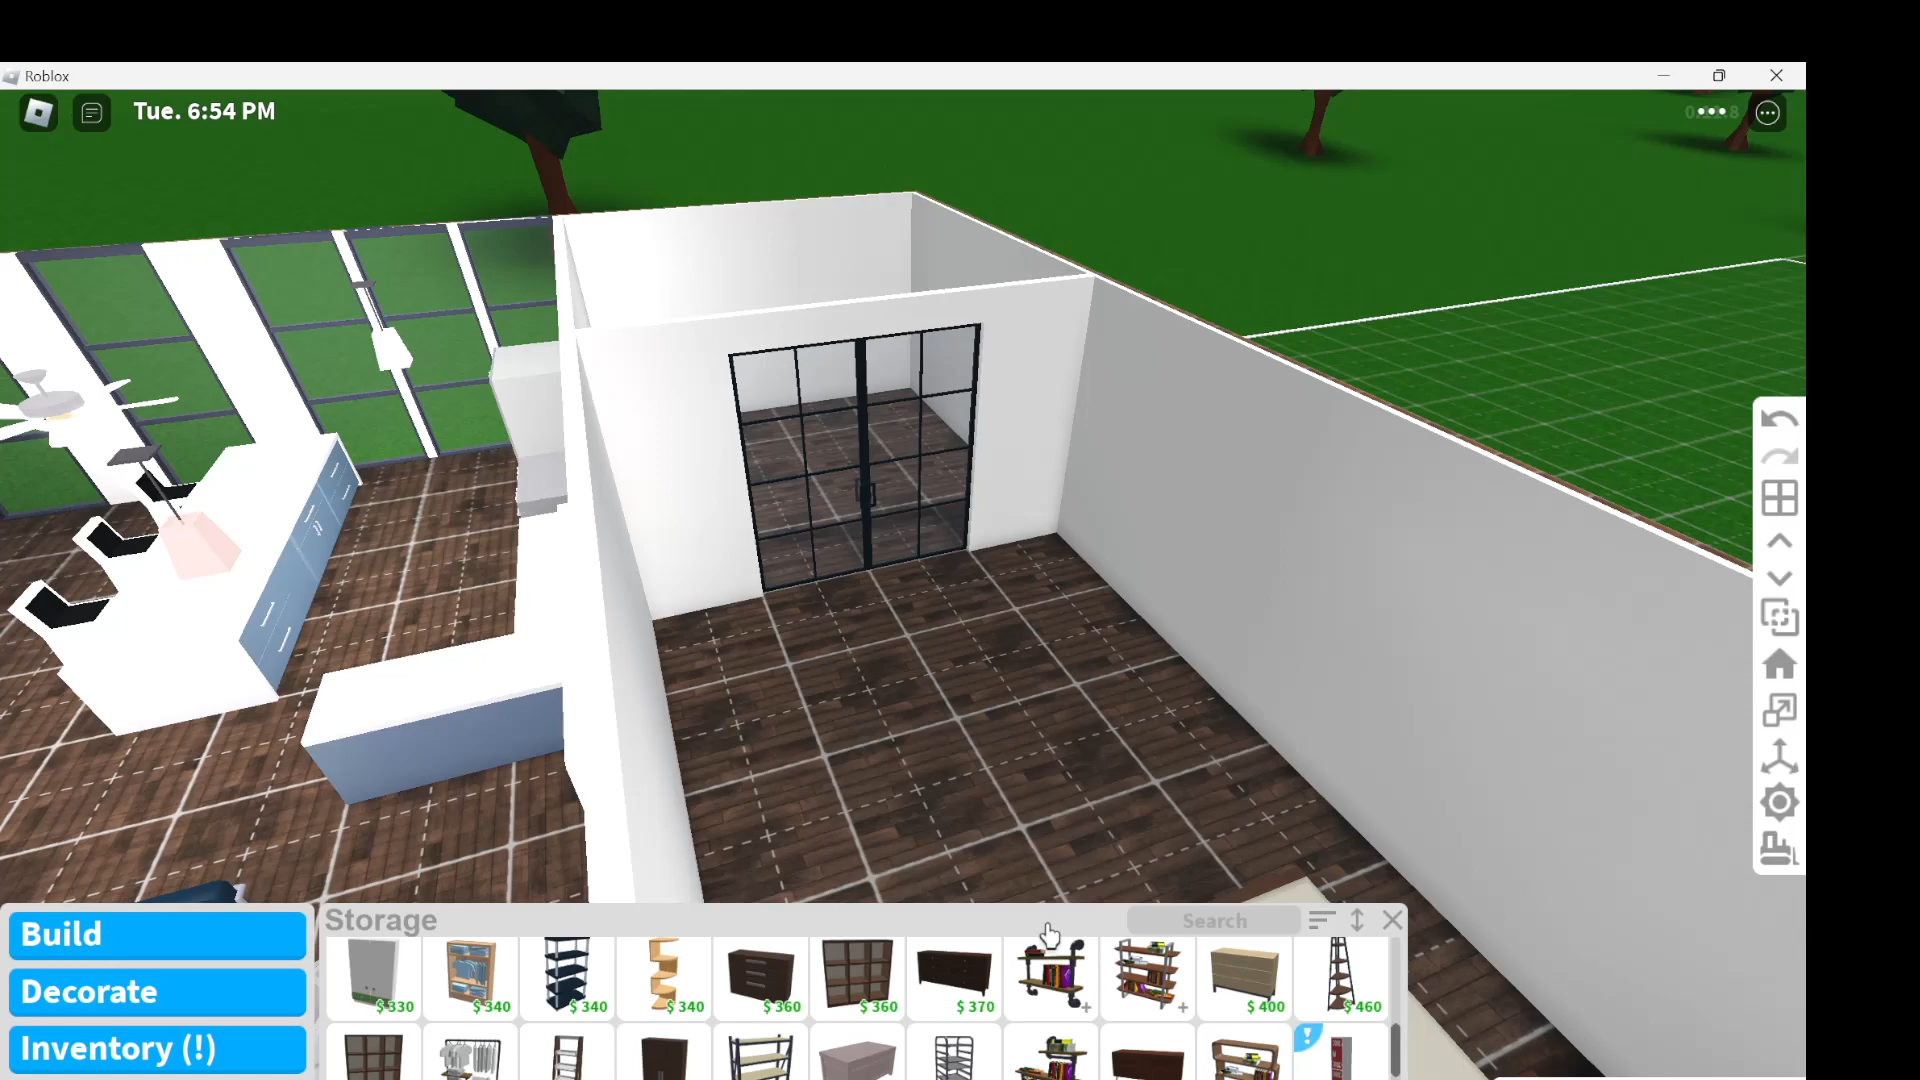 Roblox
Tue. 6:54 PM
Build
Decorate
Inventory (!)
Storage
Search
$ 330
$ 340
$ 340
$ 340
$ 360
$ 360
$ 370
+
+
$ 400
$ 460
!